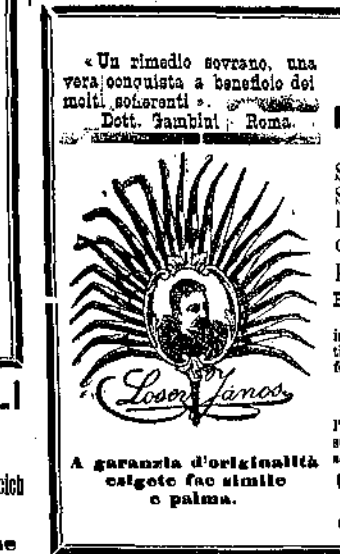 « Un rimedio sovrano, una
vera conquista a beneficio dei
molti sofferenti ».
Dott. Gambini - Roma.
Loser János
A garanzia d'originalità
esigete fac simile
e palma.